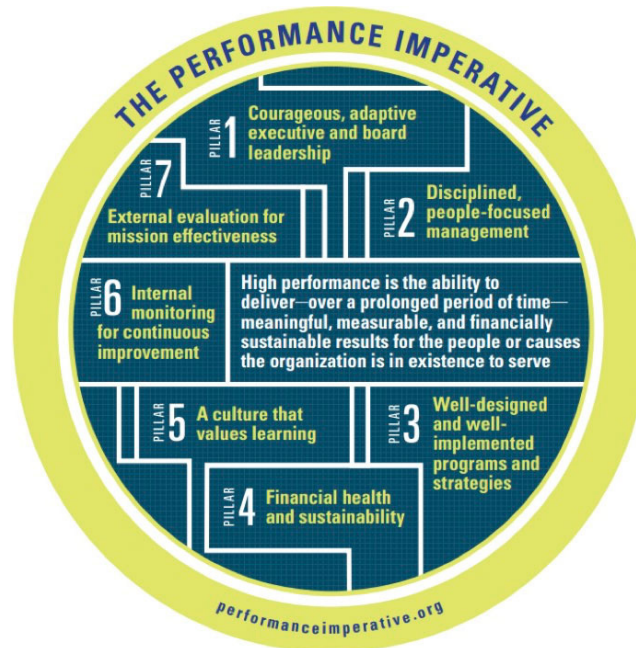 THE PERFORMANCE IMPERATIVE
PILLAR 1
Courageous, adaptive
executive and board
leadership
PILLAR 2
Disciplined,
people-focused
management
PILLAR 3
Well-designed
and well-
implemented
programs and
strategies
PILLAR 4
Financial health
and sustainability
PILLAR 5
A culture that
values learning
PILLAR 6
Internal
monitoring
for continuous
improvement
PILLAR 7
External evaluation for
mission effectiveness
High performance is the ability to
deliver—over a prolonged period of time—
meaningful, measurable, and financially
sustainable results for the people or causes
the organization is in existence to serve
performanceimperative.org